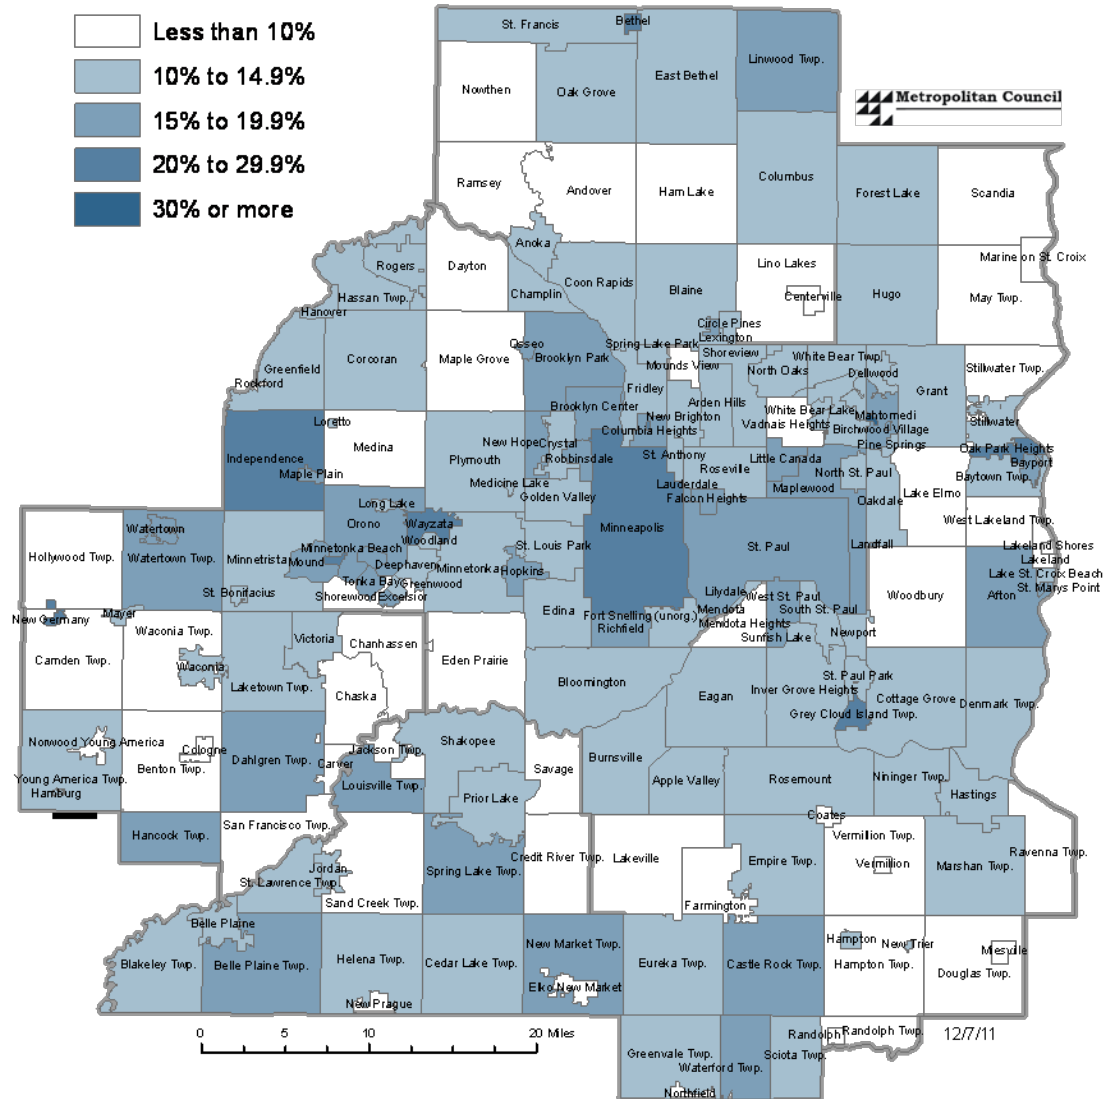 Less than 10%
10% to 14.9%
15% to 19.9%
20% to 29.9%
30% or more
Metropolitan Council
St. Francis
Bethel
Linwood Twp.
East Bethel
Nowthen
Oak Grove
Ramsey
Andover
Ham Lake
Columbus
Forest Lake
Scandia
Anoka
Marine on St. Croix
Rogers
Dayton
Lino Lakes
Coon Rapids
Blaine
Hassan Twp.
Champlin
Centerville
Hugo
May Twp.
Hanover
Circle Pines
Lexington
Osseo
Brooklyn Park
Spring Lake Park
Shoreview
White Bear Twp.
Corcoran
Maple Grove
Mounds View
North Oaks
Dellwood
Stillwater Twp.
Greenfield
Rockford
Fridley
Grant
Brooklyn Center
Arden Hills
White Bear Lake
Mahtomedi
Loretto
New Brighton
Vadnais Heights
Birchwood Village
Stillwater
Columbia Heights
Medina
New Hope
Crystal
Pine Springs
Oak Park Heights
Independence
Plymouth
Robbinsdale
St. Anthony
Little Canada
Bayport
Maple Plain
Roseville
North St. Paul
Baytown Twp.
Medicine Lake
Lauderdale
Maplewood
Long Lake
Golden Valley
Falcon Heights
Oakdale
Lake Elmo
Watertown
Orono
Wayzata
Minneapolis
West Lakeland Twp.
Woodland
Hollywood Twp.
Watertown Twp.
Minnetrista
Minnetonka Beach
St. Louis Park
St. Paul
Landfall
Lakeland Shores
Mound
Deephaven
Minnetonka
Hopkins
Lakeland
Tonka Bay
Greenwood
Lake St. Croix Beach
St. Bonifacius
Shorewood
Excelsior
Lilydale
West St. Paul
Woodbury
Afton
St. Marys Point
New Germany
Mayer
Edina
Fort Snelling (unorg.)
Mendota
South St. Paul
Richfield
Mendota Heights
Waconia Twp.
Victoria
Chanhassen
Sunfish Lake
Newport
Camden Twp.
Waconia
Eden Prairie
Laketown Twp.
Bloomington
St. Paul Park
Chaska
Eagan
Inver Grove Heights
Cottage Grove
Denmark Twp.
Grey Cloud Island Twp.
Norwood Young America
Cologne
Jackson Twp.
Shakopee
Benton Twp.
Dahlgren Twp.
Carver
Savage
Burnsville
Young America Twp.
Louisville Twp.
Apple Valley
Rosemount
Nininger Twp.
Hamburg
Prior Lake
Hastings
Coates
Hancock Twp.
San Francisco Twp.
Vermillion Twp.
Credit River Twp.
Lakeville
Ravenna Twp.
Jordan
Spring Lake Twp.
Empire Twp.
Vermillion
Marshan Twp.
St. Lawrence Twp.
Sand Creek Twp.
Farmington
Belle Plaine
New Market Twp.
Hampton
New Trier
Miesville
Blakeley Twp.
Belle Plaine Twp.
Helena Twp.
Cedar Lake Twp.
Eureka Twp.
Castle Rock Twp.
Hampton Twp.
Douglas Twp.
Elko New Market
New Prague
0 5 10 20 Miles
Randolph
Randolph Twp.
12/7/11
Greenvale Twp.
Sciota Twp.
Waterford Twp.
Northfield